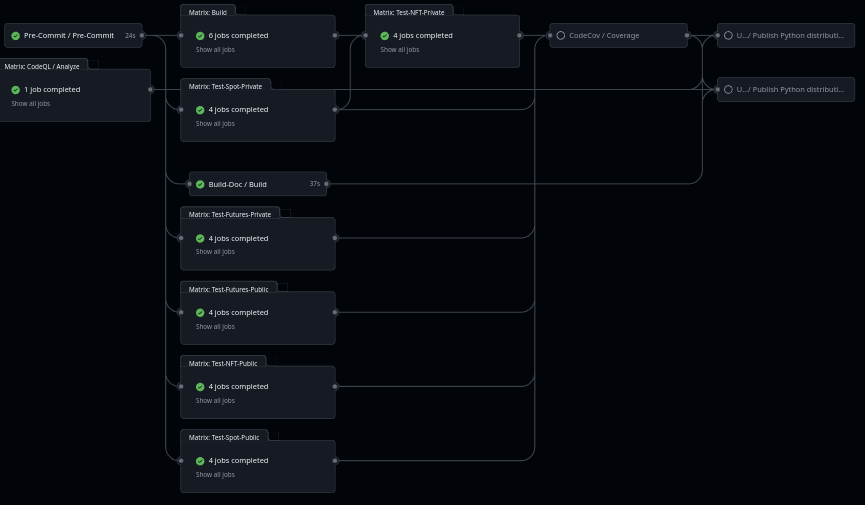 Matrix: Build
Matrix: Test-NFT-Private
Pre-Commit / Pre-Commit 24s
6 jobs completed
Show all jobs
4 jobs completed
Show all jobs
CodeCov / Coverage
U.../ Publish Python distributi...
Matrix: CodeQL / Analyze
1 job completed
Show all jobs
Matrix: Test-Spot-Private
4 jobs completed
Show all jobs
U.../ Publish Python distributi...
Build-Doc / Build 37s
Matrix: Test-Futures-Private
4 jobs completed
Show all jobs
Matrix: Test-Futures-Public
4 jobs completed
Show all jobs
Matrix: Test-NFT-Public
4 jobs completed
Show all jobs
Matrix: Test-Spot-Public
4 jobs completed
Show all jobs